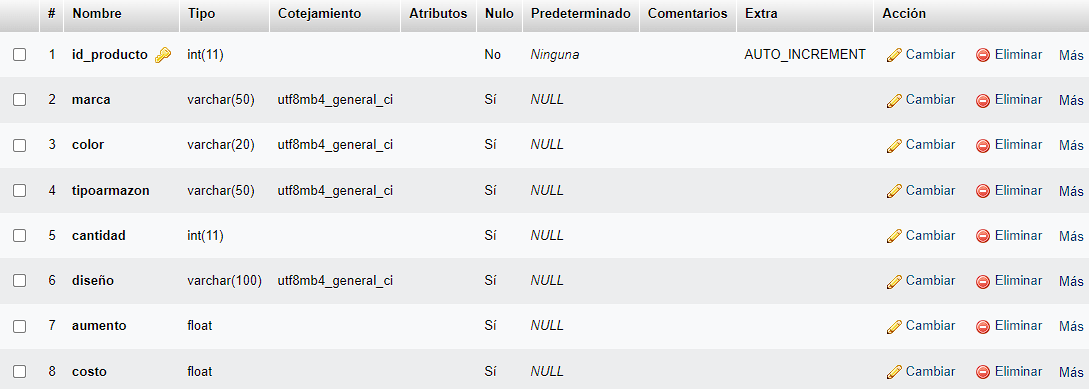 # Nombre Tipo Cotejamiento Atributos Nulo Predeterminado Comentarios Extra Acción
1 id_producto int(11) No Ninguna AUTO_INCREMENT Cambiar Eliminar Más
2 marca varchar(50) utf8mb4_general_ci Sí NULL Cambiar Eliminar Más
3 color varchar(20) utf8mb4_general_ci Sí NULL Cambiar Eliminar Más
4 tipoarmazon varchar(50) utf8mb4_general_ci Sí NULL Cambiar Eliminar Más
5 cantidad int(11) Sí NULL Cambiar Eliminar Más
6 diseño varchar(100) utf8mb4_general_ci Sí NULL Cambiar Eliminar Más
7 aumento float Sí NULL Cambiar Eliminar Más
8 costo float Sí NULL Cambiar Eliminar Más